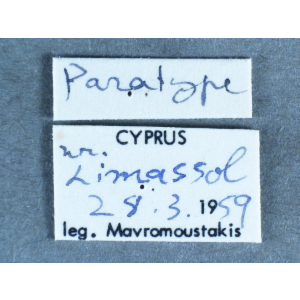 Paratype
CYPRUS
nr.
Limassol
28.3.1959
leg. Mavromoustakis